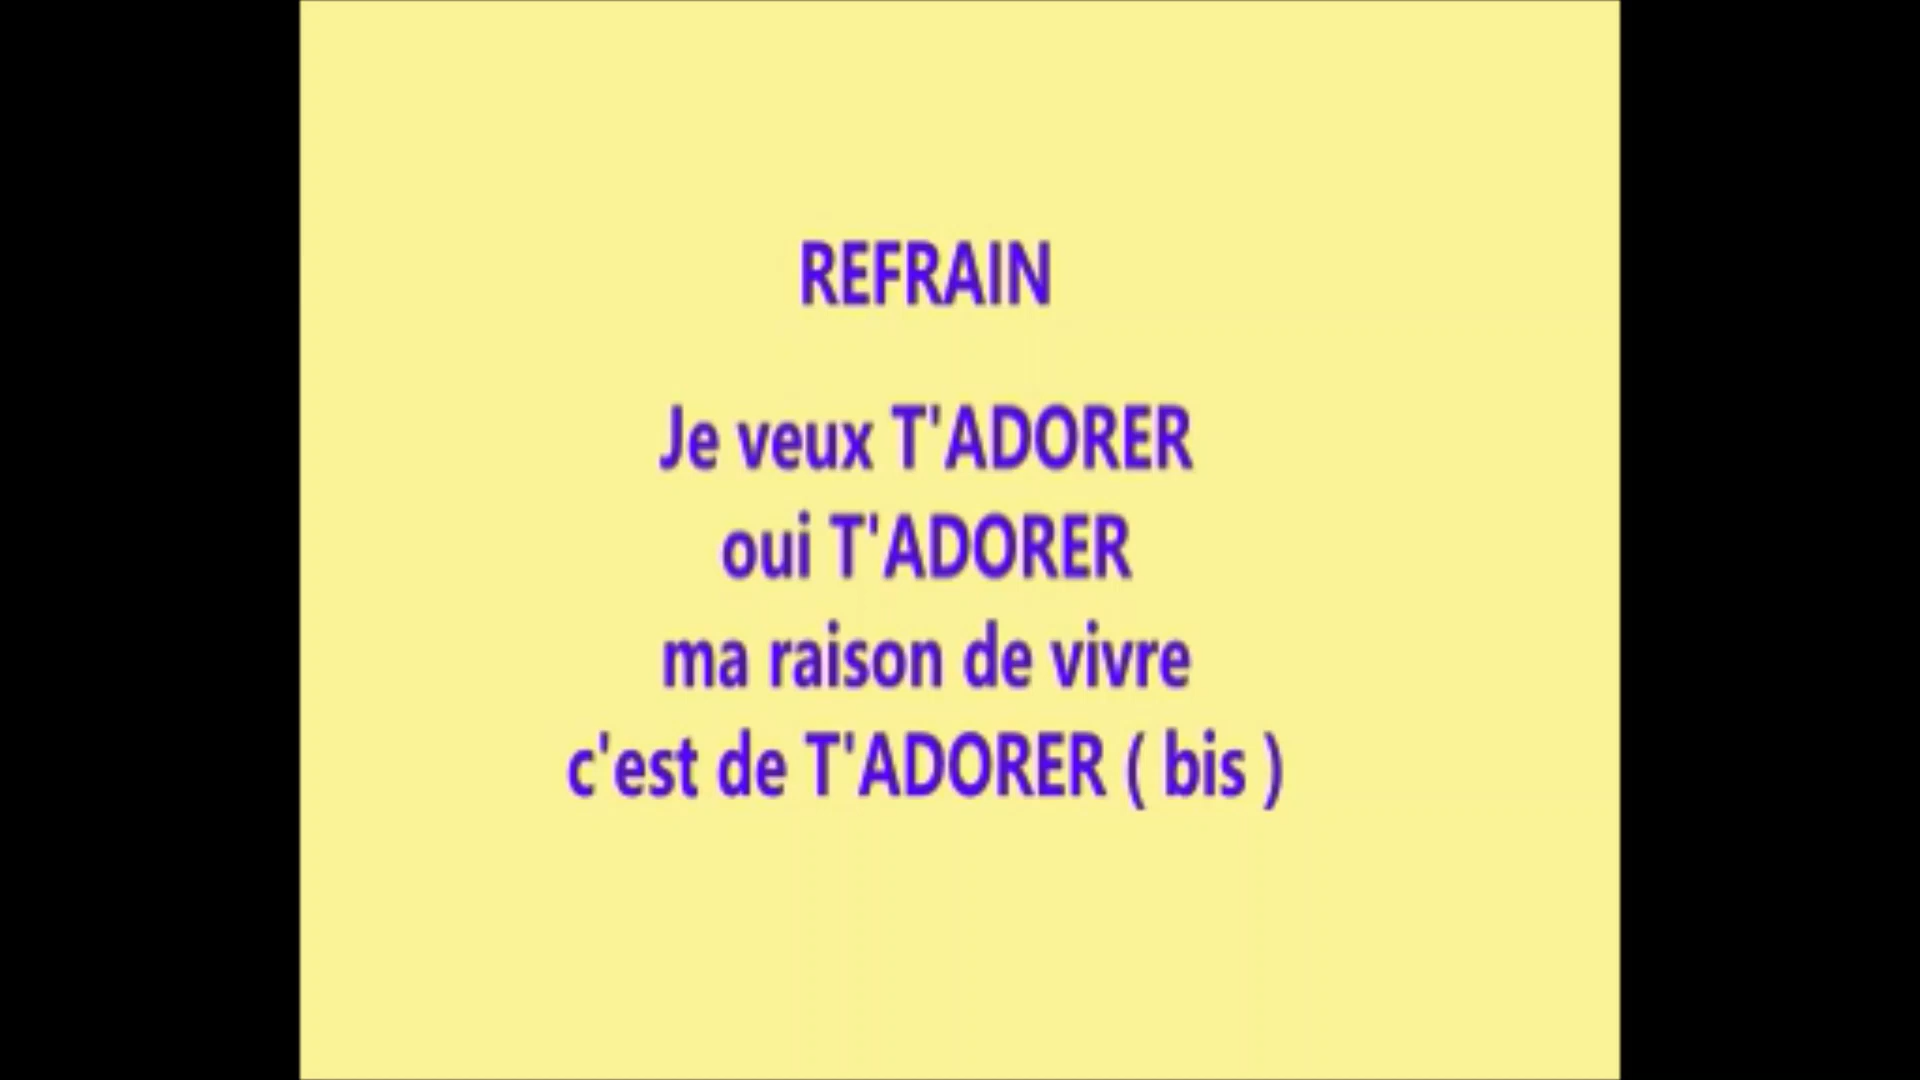 REFRAIN
Je veux T'ADORER
oui T'ADORER
ma raison de vivre
c'est de T'ADORER ( bis )